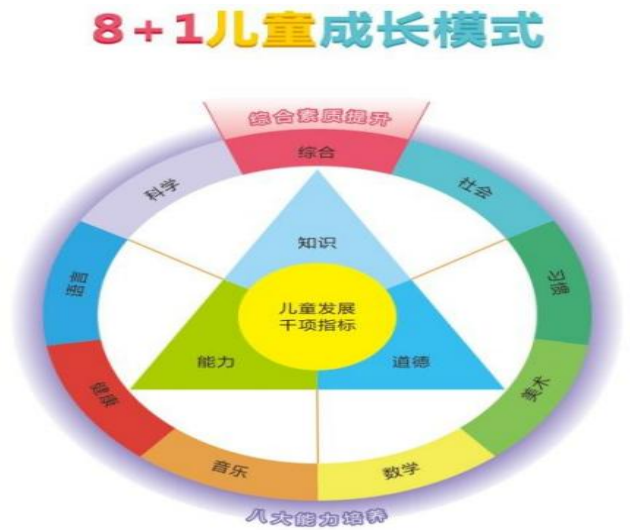 8+1儿童成长模式
综合素质提升
综合
科学
社会
语言
习惯
知识
儿童发展
千项指标
能力
道德
健康
美术
音乐
数学
八大能力培养